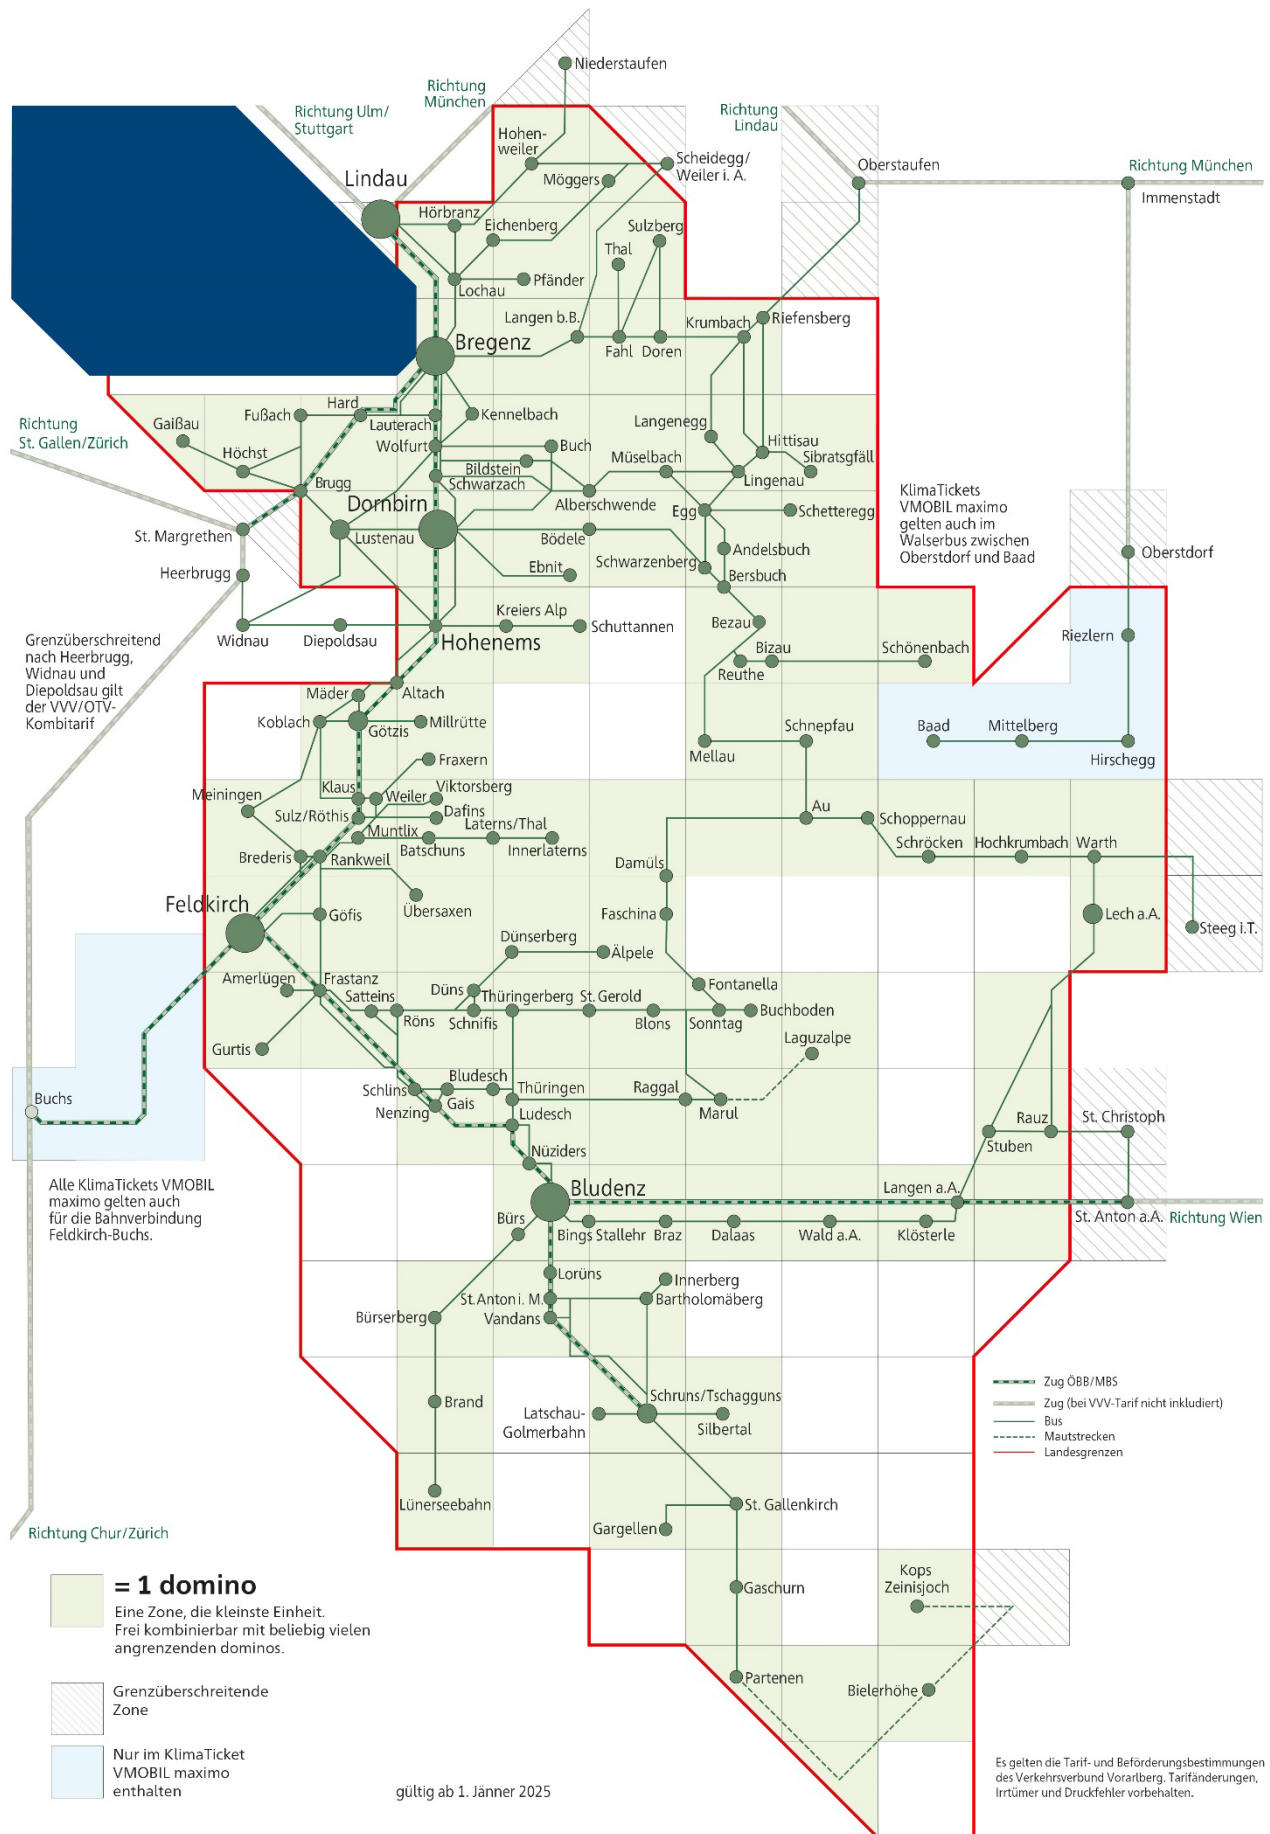 Niederstaufen
Richtung
München
Richtung Ulm/
Stuttgart
Richtung
Lindau
Hohen-
weiler
Scheidegg/
Weiler i. A.
Möggers
Oberstaufen
Richtung München
Immenstadt
Lindau
Hörbranz
Eichenberg
Sulzberg
Thal
Pfänder
Lochau
Langen b.B.
Krumbach
Riefensberg
Bregenz
Fahl
Doren
Hard
Fußach
Lauterach
Kennelbach
Gaißau
Richtung
St. Gallen/Zürich
Langenegg
Wolfurt
Buch
Hittisau
Höchst
Müselbach
Sibratsgfäll
Bildstein
Schwarzach
Lingenau
Brugg
Dornbirn
Alberschwende
KlimaTickets
VMOBIL maximo
gelten auch im
Walserbus zwischen
Oberstdorf und Baad
Egg
Schetteregg
St. Margrethen
Lustenau
Bödele
Andelsbuch
Oberstdorf
Heerbrugg
Ebnit
Schwarzenberg
Bersbuch
Widnau
Diepoldsau
Kreiers Alp
Schuttannen
Bezau
Riezlern
Hohenems
Grenzüberschreitend
nach Heerbrugg,
Widnau und
Diepoldsau gilt
der VVV/OTV-
Kombitarif
Bizau
Schönenbach
Reuthe
Mäder
Altach
Koblach
Götzis
Millrütte
Schnepfau
Baad
Mittelberg
Mellau
Hirschegg
Fraxern
Klaus
Weiler
Viktorsberg
Meiningen
Sulz/Röthis
Dafins
Au
Schoppernau
Muntlix
Laterns/Thal
Batschuns
Innerlaterns
Schröcken
Hochkrumbach
Warth
Brederis
Rankweil
Damüls
Feldkirch
Übersaxen
Göfis
Faschina
Lech a.A.
Steeg i.T.
Dünserberg
Älpele
Amerlügen
Frastanz
Fontanella
Satteins
Düns
Thüringerberg
St. Gerold
Röns
Schnifis
Blons
Sonntag
Buchboden
Gurtis
Laguzalpe
Buchs
Schlins
Bludesch
Thüringen
Raggal
Nenzing
Gais
Ludesch
Marul
Rauz
St. Christoph
Stuben
Nüziders
Alle KlimaTickets VMOBIL
maximo gelten auch
für die Bahnverbindung
Feldkirch-Buchs.
Bludenz
Langen a.A.
St. Anton a.A.
Richtung Wien
Bürs
Bings Stallehr
Braz
Dalaas
Wald a.A.
Klösterle
Lorüns
Innerberg
St. Anton i. M.
Bartholomäberg
Bürserberg
Vandans
Zug ÖBB/MBS
Zug (bei VVV-Tarif nicht inkludiert)
Bus
Mautstrecken
Landesgrenzen
Brand
Schruns/Tschagguns
Latschau-
Golmerbahn
Silbertal
Lünerseebahn
St. Gallenkirch
Gargellen
Richtung Chur/Zürich
= 1 domino
Eine Zone, die kleinste Einheit.
Frei kombinierbar mit beliebig vielen
angrenzenden dominos.
Kops
Zeinisjoch
Gaschurn
Partenen
Bielerhöhe
Grenzüberschreitende
Zone
Nur im KlimaTicket
VMOBIL maximo
enthalten
gültig ab 1. Jänner 2025
Es gelten die Tarif- und Beförderungsbestimmungen
des Verkehrsverbund Vorarlberg. Tarifänderungen,
Irrtümer und Druckfehler vorbehalten.